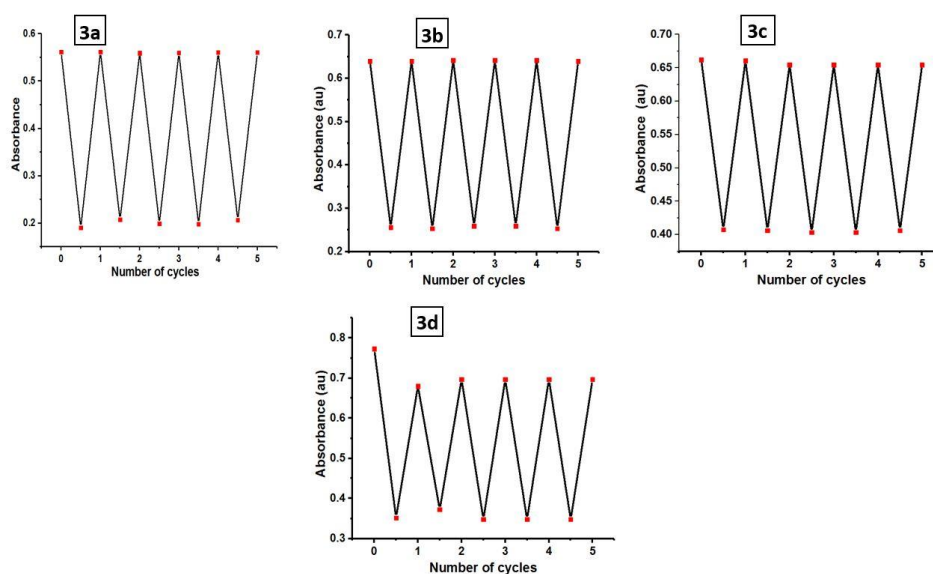 3a
0.6
0.5
0.4
0.3
0.2
Absorbance
0 1 2 3 4 5
Number of cycles
3b
0.7
0.6
0.5
0.4
0.3
0.2
Absorbance (au)
0 1 2 3 4 5
Number of cycles
3c
0.70
0.65
0.60
0.55
0.50
0.45
0.40
Absorbance (au)
0 1 2 3 4 5
Number of cycles
3d
0.8
0.7
0.6
0.5
0.4
0.3
Absorbance (au)
0 1 2 3 4 5
Number of cycles